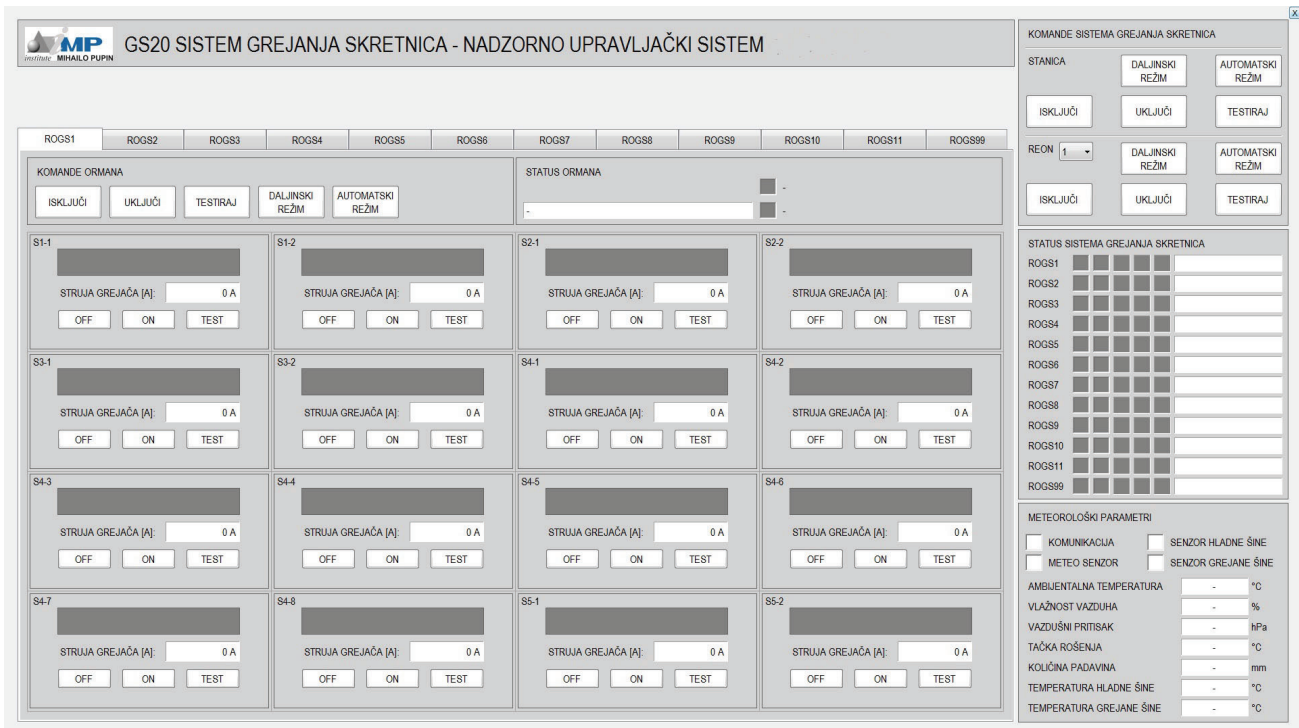 X
IMP
institute MIHAILO PUPIN
GS20 SISTEM GREJANJA SKRETNICA - NADZORNO UPRAVLJAČKI SISTEM
ROGS1 ROGS2 ROGS3 ROGS4 ROGS5 ROGS6 ROGS7 ROGS8 ROGS9 ROGS10 ROGS11 ROGS99
KOMANDE ORMANA
ISKLJUČI UKLJUČI TESTIRAJ DALJINSKI REŽIM AUTOMATSKI REŽIM
STATUS ORMANA
-
-
-
S1-1 S1-2 S2-1 S2-2
STRUJA GREJAČA [A]: 0 A STRUJA GREJAČA [A]: 0 A STRUJA GREJAČA [A]: 0 A STRUJA GREJAČA [A]: 0 A
OFF ON TEST OFF ON TEST OFF ON TEST OFF ON TEST
S3-1 S3-2 S4-1 S4-2
STRUJA GREJAČA [A]: 0 A STRUJA GREJAČA [A]: 0 A STRUJA GREJAČA [A]: 0 A STRUJA GREJAČA [A]: 0 A
OFF ON TEST OFF ON TEST OFF ON TEST OFF ON TEST
S4-3 S4-4 S4-5 S4-6
STRUJA GREJAČA [A]: 0 A STRUJA GREJAČA [A]: 0 A STRUJA GREJAČA [A]: 0 A STRUJA GREJAČA [A]: 0 A
OFF ON TEST OFF ON TEST OFF ON TEST OFF ON TEST
S4-7 S4-8 S5-1 S5-2
STRUJA GREJAČA [A]: 0 A STRUJA GREJAČA [A]: 0 A STRUJA GREJAČA [A]: 0 A STRUJA GREJAČA [A]: 0 A
OFF ON TEST OFF ON TEST OFF ON TEST OFF ON TEST
KOMANDE SISTEMA GREJANJA SKRETNICA
STANICA DALJINSKI REŽIM AUTOMATSKI REŽIM
ISKLJUČI UKLJUČI TESTIRAJ
REON 1 DALJINSKI REŽIM AUTOMATSKI REŽIM
ISKLJUČI UKLJUČI TESTIRAJ
STATUS SISTEMA GREJANJA SKRETNICA
ROGS1
ROGS2
ROGS3
ROGS4
ROGS5
ROGS6
ROGS7
ROGS8
ROGS9
ROGS10
ROGS11
ROGS99
METEOROLOŠKI PARAMETRI
KOMUNIKACIJA SENZOR HLADNE ŠINE
METEO SENZOR SENZOR GREJANE ŠINE
AMBIJENTALNA TEMPERATURA - °C
VLAŽNOST VAZDUHA - %
VAZDUŠNI PRITISAK - hPa
TAČKA ROŠENJA - °C
KOLIČINA PADAVINA - mm
TEMPERATURA HLADNE ŠINE - °C
TEMPERATURA GREJANE ŠINE - °C